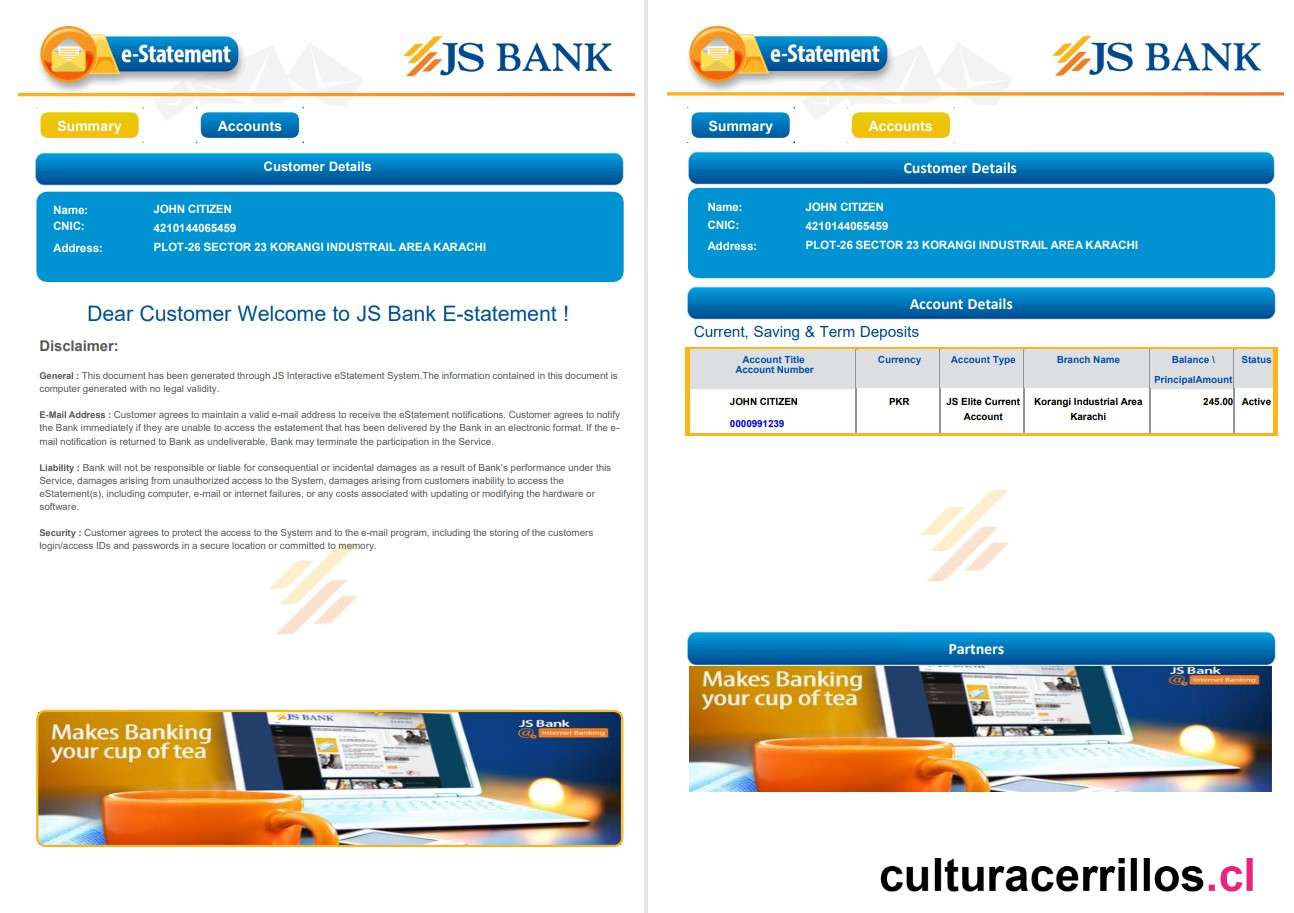 e-Statement
JS BANK
Summary
Accounts
Customer Details
Name: JOHN CITIZEN
CNIC: 4210144065459
Address: PLOT-26 SECTOR 23 KORANGI INDUSTRAIL AREA KARACHI
Dear Customer Welcome to JS Bank E-statement !
Disclaimer:
General : This document has been generated through JS Interactive eStatement System.The information contained in this document is
computer generated with no legal validity.
E-Mail Address : Customer agrees to maintain a valid e-mail address to receive the eStatement notifications. Customer agrees to notify
the Bank immediately if they are unable to access the estatement that has been delivered by the Bank in an electronic format. If the e-
mail notification is returned to Bank as undeliverable, Bank may terminate the participation in the Service.
Liability : Bank will not be responsible or liable for consequential or incidental damages as a result of Bank's performance under this
Service, damages arising from unauthorized access to the System, damages arising from customers inability to access the
eStatement(s), including computer, e-mail or internet failures, or any costs associated with updating or modifying the hardware or
software.
Security : Customer agrees to protect the access to the System and to the e-mail program, including the storing of the customers
login/access IDs and passwords in a secure location or committed to memory.
Makes Banking
your cup of tea
JS BANK
JS Bank
@ Internet Banking
e-Statement
JS BANK
Summary
Accounts
Customer Details
Name: JOHN CITIZEN
CNIC: 4210144065459
Address: PLOT-26 SECTOR 23 KORANGI INDUSTRAIL AREA KARACHI
Account Details
Current, Saving & Term Deposits
Account Title
Account Number
Currency
Account Type
Branch Name
Balance \
PrincipalAmount
Status
JOHN CITIZEN
0000991239
PKR
JS Elite Current
Account
Korangi Industrial Area
Karachi
245.00
Active
Partners
Makes Banking
your cup of tea
JS Bank
@ Internet Banking
culturacerrillos.cl